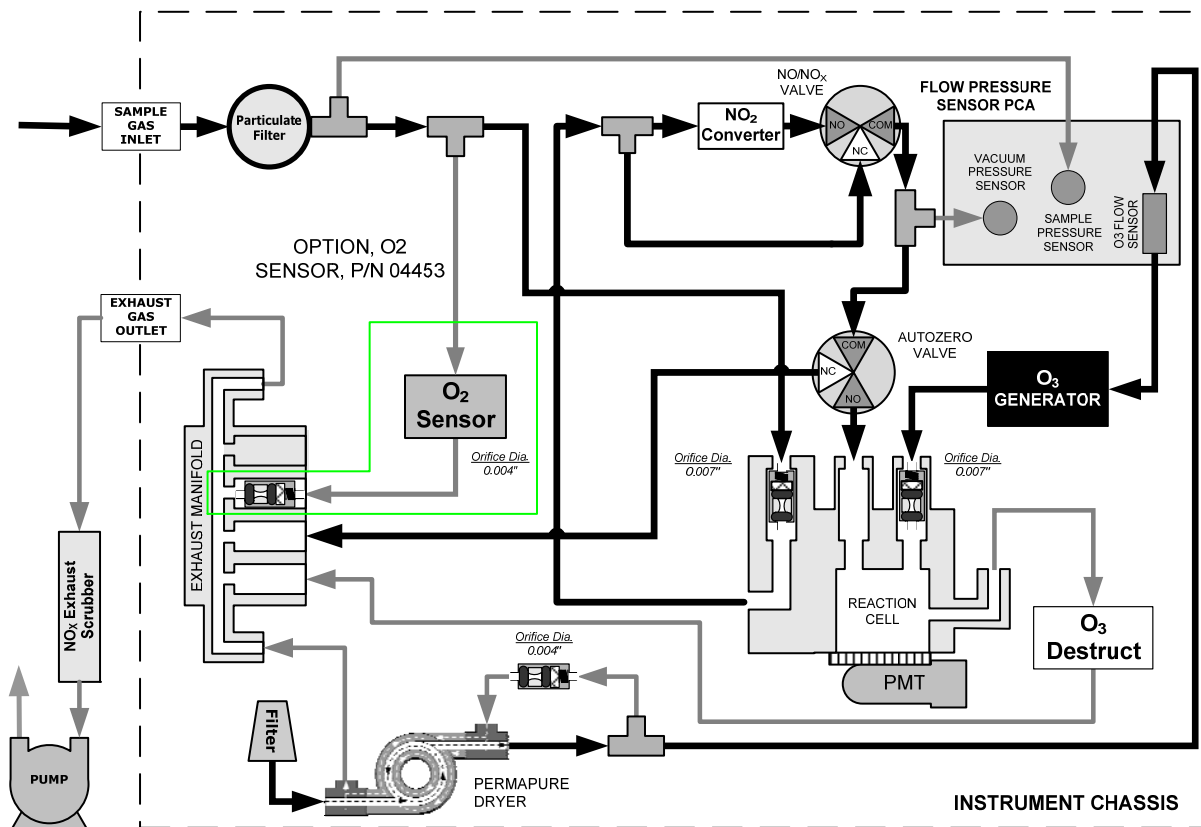 SAMPLE
GAS
INLET
Particulate
Filter
NO/NOX
VALVE
NO2
Converter
NO
COM
NC
FLOW PRESSURE
SENSOR PCA
VACUUM
PRESSURE
SENSOR
SAMPLE
PRESSURE
SENSOR
O3 FLOW
SENSOR
OPTION, O2
SENSOR, P/N 04453
EXHAUST
GAS
OUTLET
AUTOZERO
VALVE
COM
NC
NO
O3
GENERATOR
O2
Sensor
Orifice Dia.
0.004"
Orifice Dia.
0.007"
Orifice Dia.
0.007"
EXHAUST MANIFOLD
NOX Exhaust
Scrubber
REACTION
CELL
O3
Destruct
Orifice Dia.
0.004"
PMT
Filter
PUMP
PERMAPURE
DRYER
INSTRUMENT CHASSIS